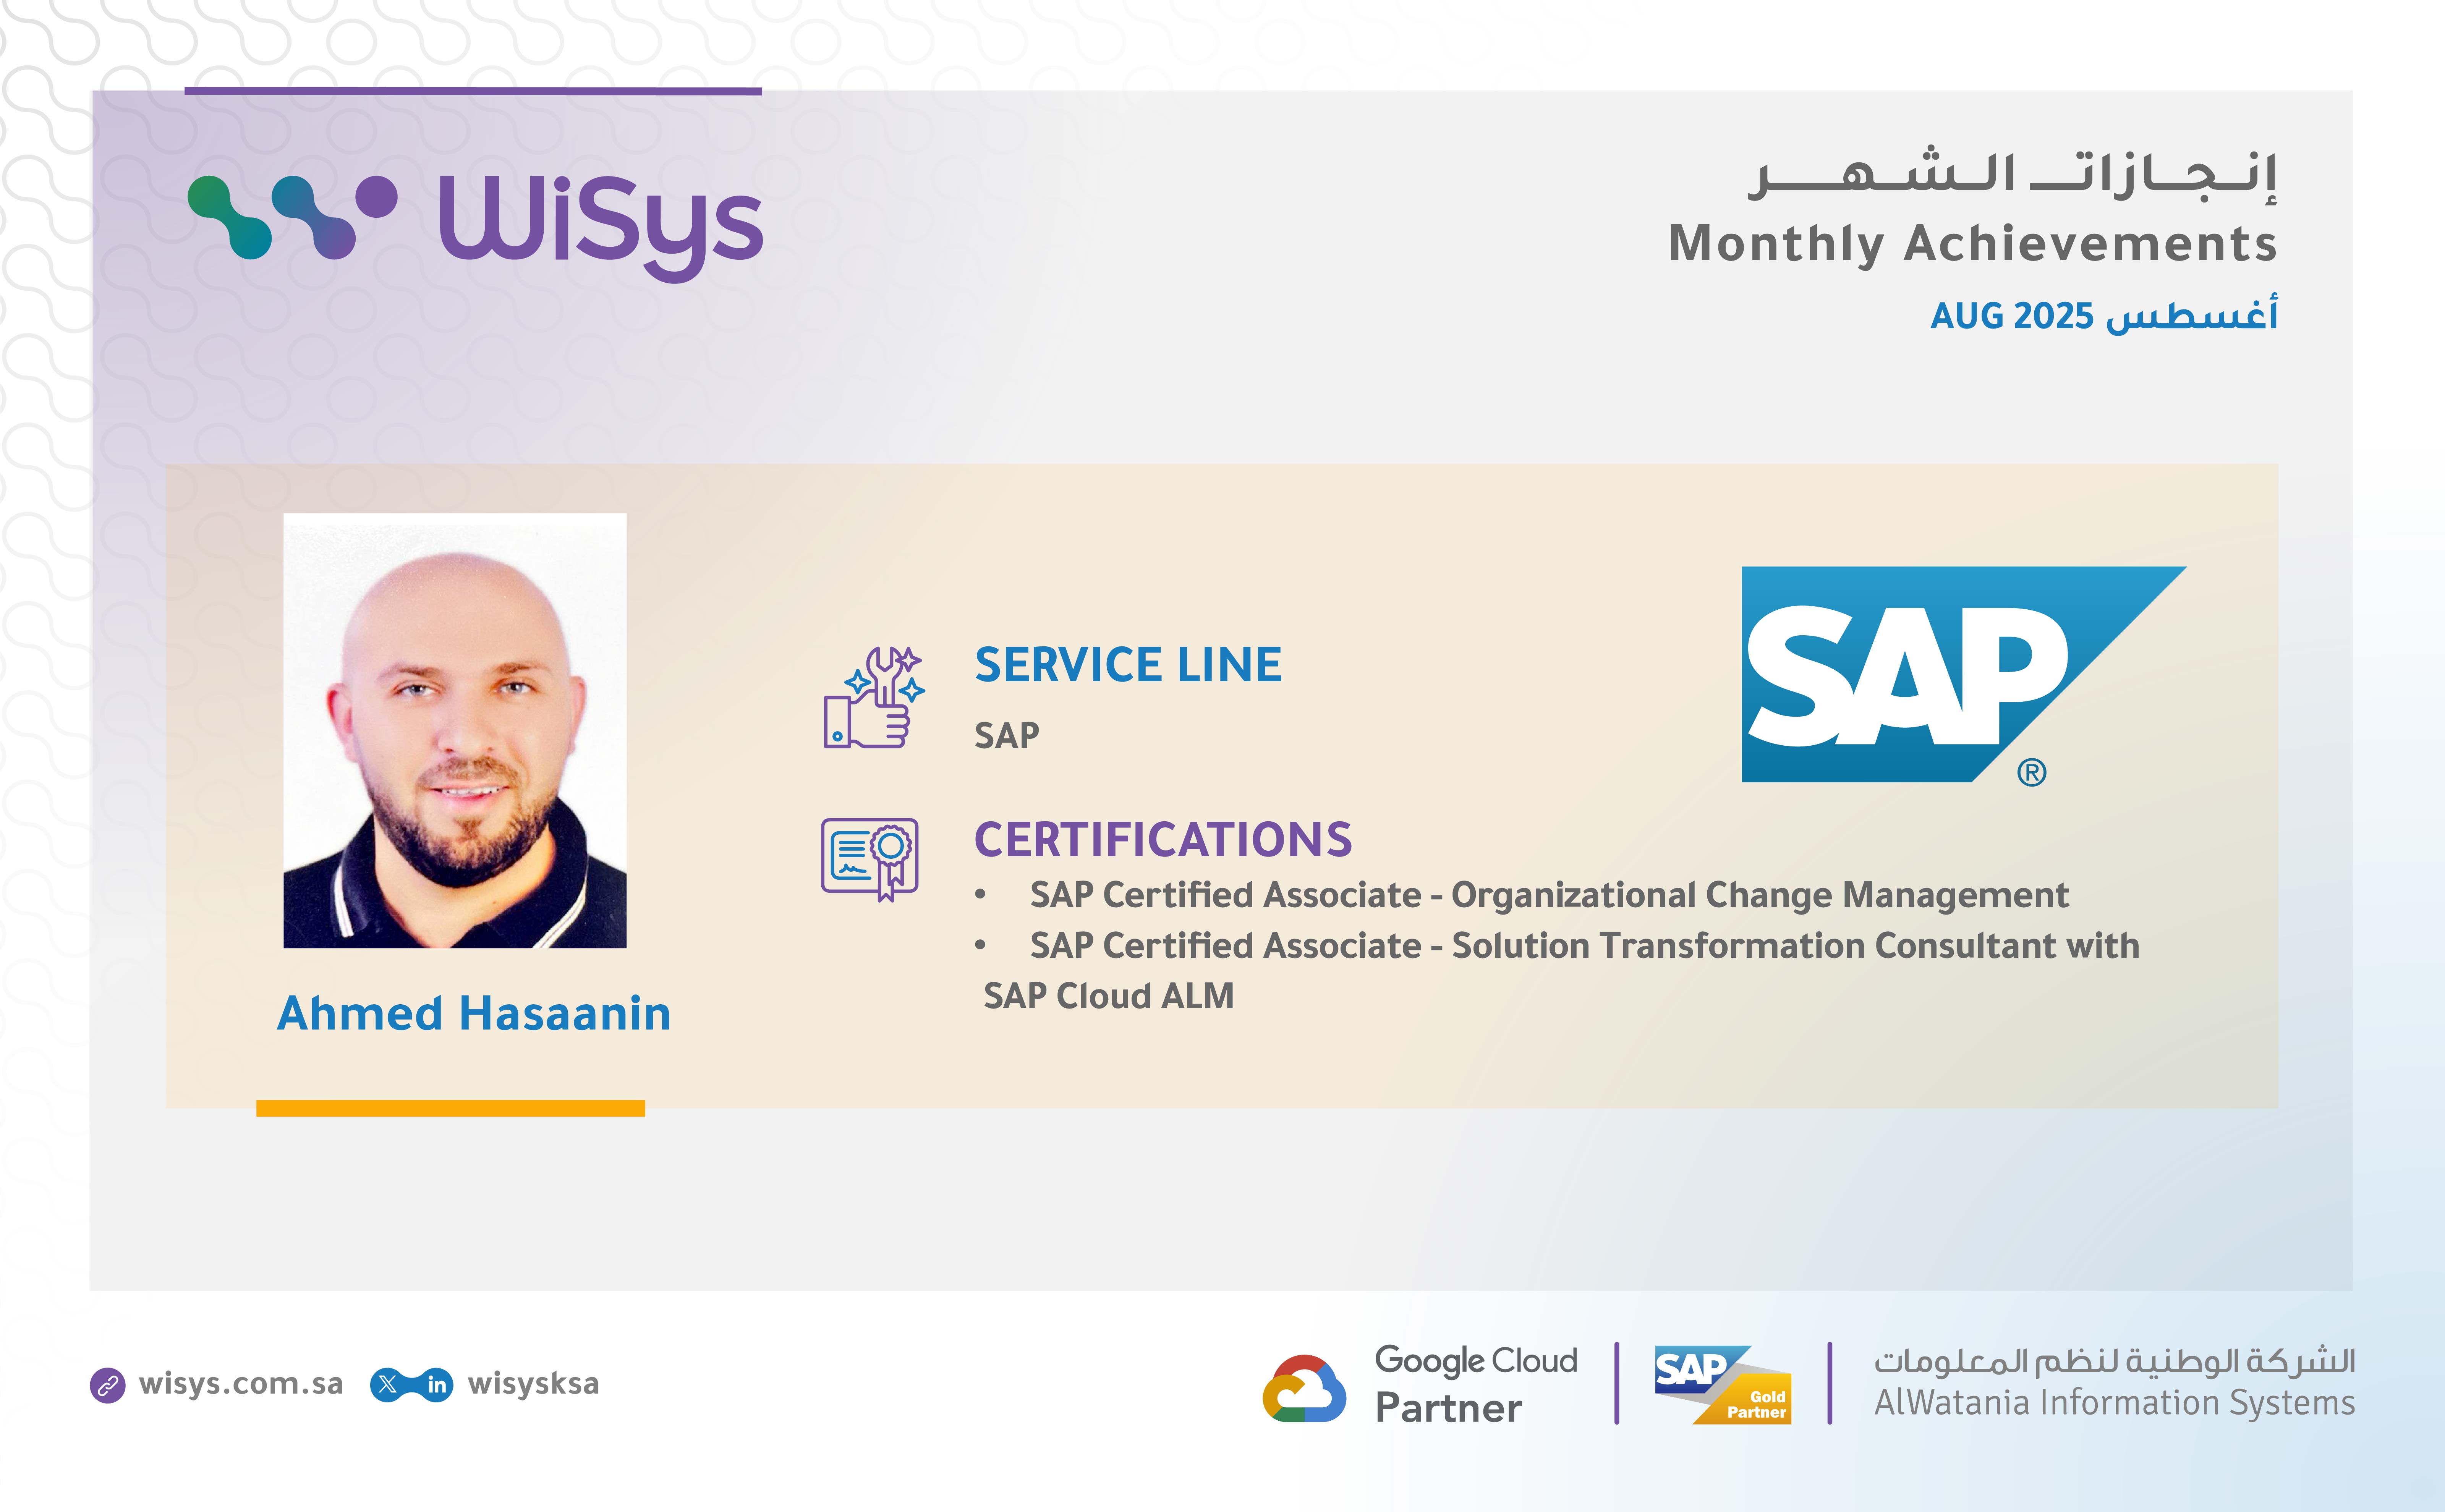 WiSys
إنجازات الشهر
Monthly Achievements
أغسطس AUG 2025
SERVICE LINE
SAP
SAP
®
CERTIFICATIONS
• SAP Certified Associate - Organizational Change Management
• SAP Certified Associate - Solution Transformation Consultant with
SAP Cloud ALM
Ahmed Hasaanin
wisys.com.sa
in
wisysksa
Google Cloud
Partner
SAP
Gold
Partner
الشركة الوطنية لنظم المعلومات
AlWatania Information Systems